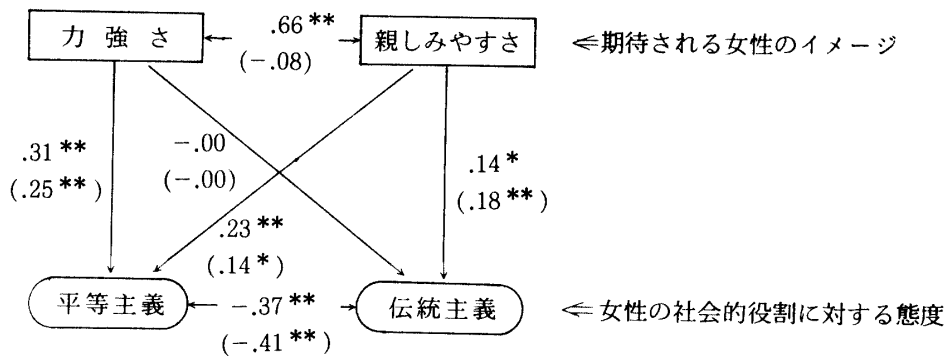 力強さ
.66**
(-.08)
親しみやすさ
⇐期待される女性のイメージ
.31**
(.25**)
-.00
(-.00)
.14*
(.18**)
.23**
(.14*)
平等主義
-.37**
(-.41**)
伝統主義
⇐女性の社会的役割に対する態度